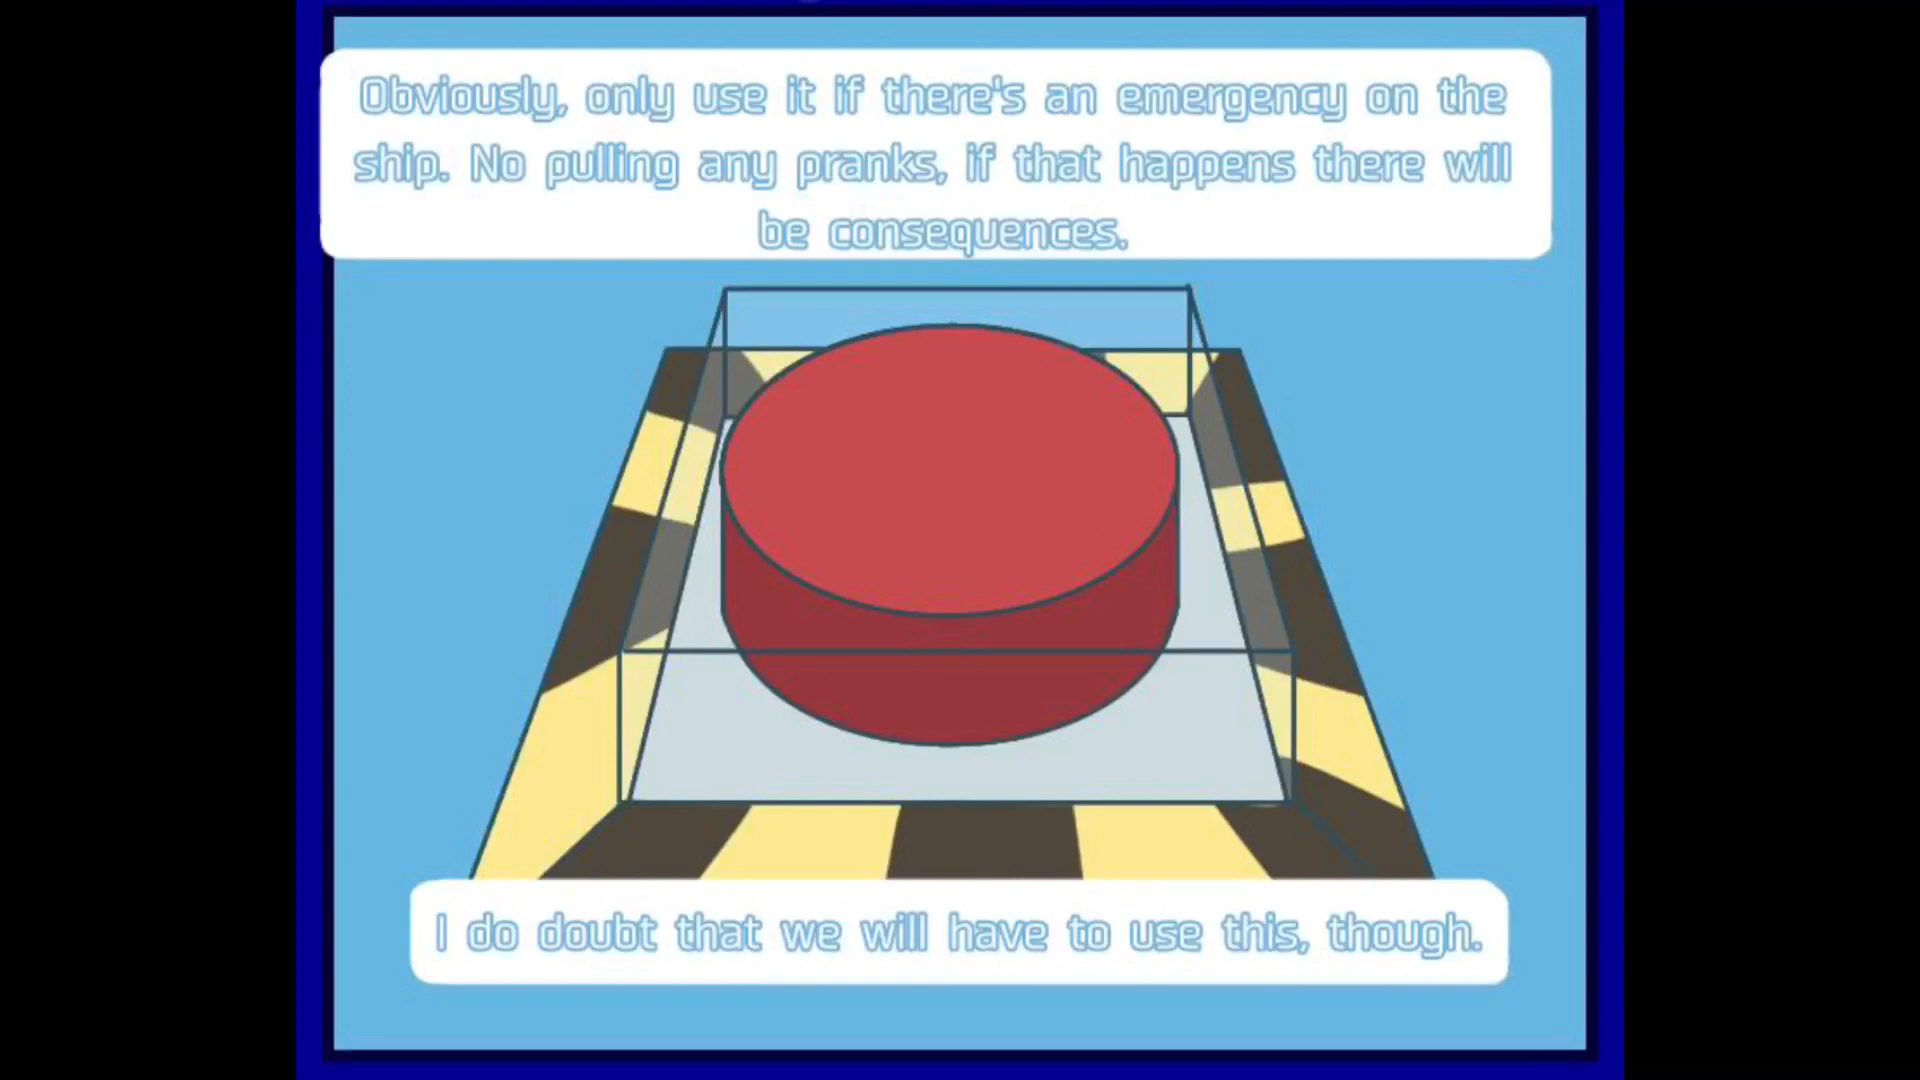 Obviously, only use it if there's an emergency on the
ship. No pulling any pranks, if that happens there will
be consequences.
I do doubt that we will have to use this, though.